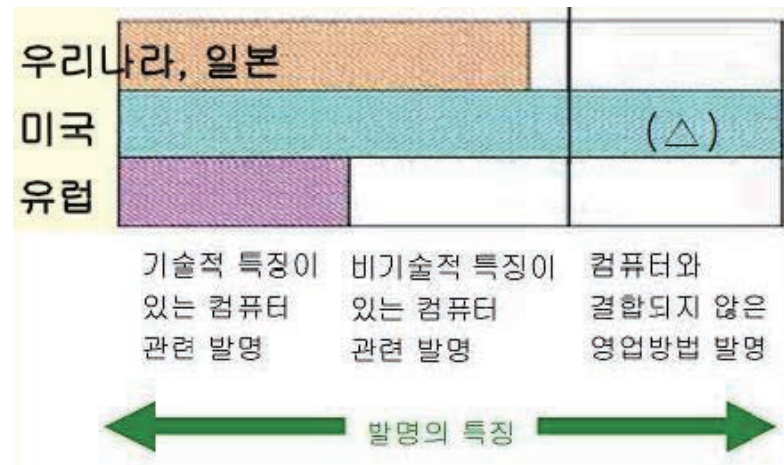 우리나라, 일본
미국
(△)
유럽
기술적 특징이
있는 컴퓨터
관련 발명
비기술적 특징이
있는 컴퓨터
관련 발명
컴퓨터와
결합되지 않은
영업방법 발명
발명의 특징